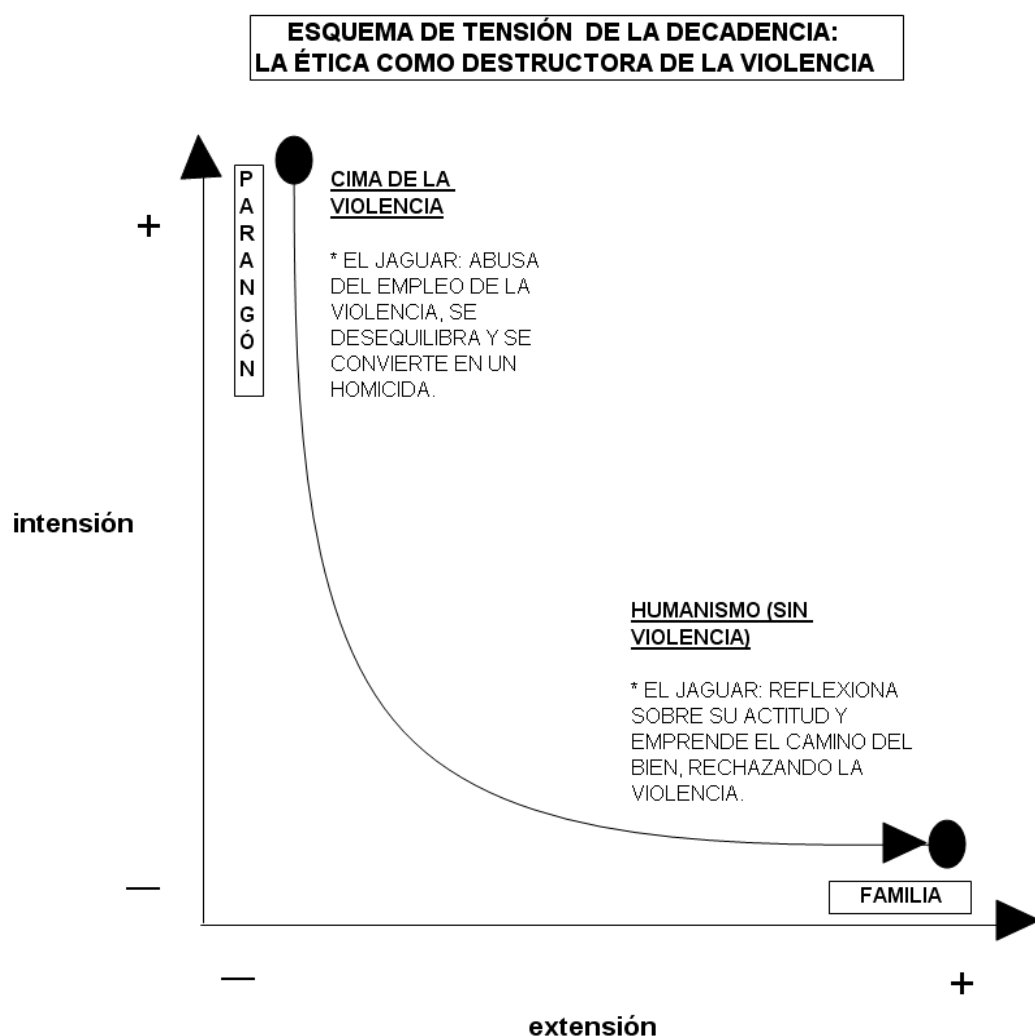 ESQUEMA DE TENSIÓN DE LA DECADENCIA:
LA ÉTICA COMO DESTRUCTORA DE LA VIOLENCIA
PARANGÓN
CIMA DE LA
VIOLENCIA
* EL JAGUAR: ABUSA
DEL EMPLEO DE LA
VIOLENCIA, SE
DESEQUILIBRA Y SE
CONVIERTE EN UN
HOMICIDA.
+
intensión
HUMANISMO (SIN
VIOLENCIA)
* EL JAGUAR: REFLEXIONA
SOBRE SU ACTITUD Y
EMPRENDE EL CAMINO DEL
BIEN, RECHAZANDO LA
VIOLENCIA.
—
FAMILIA
— +
extensión